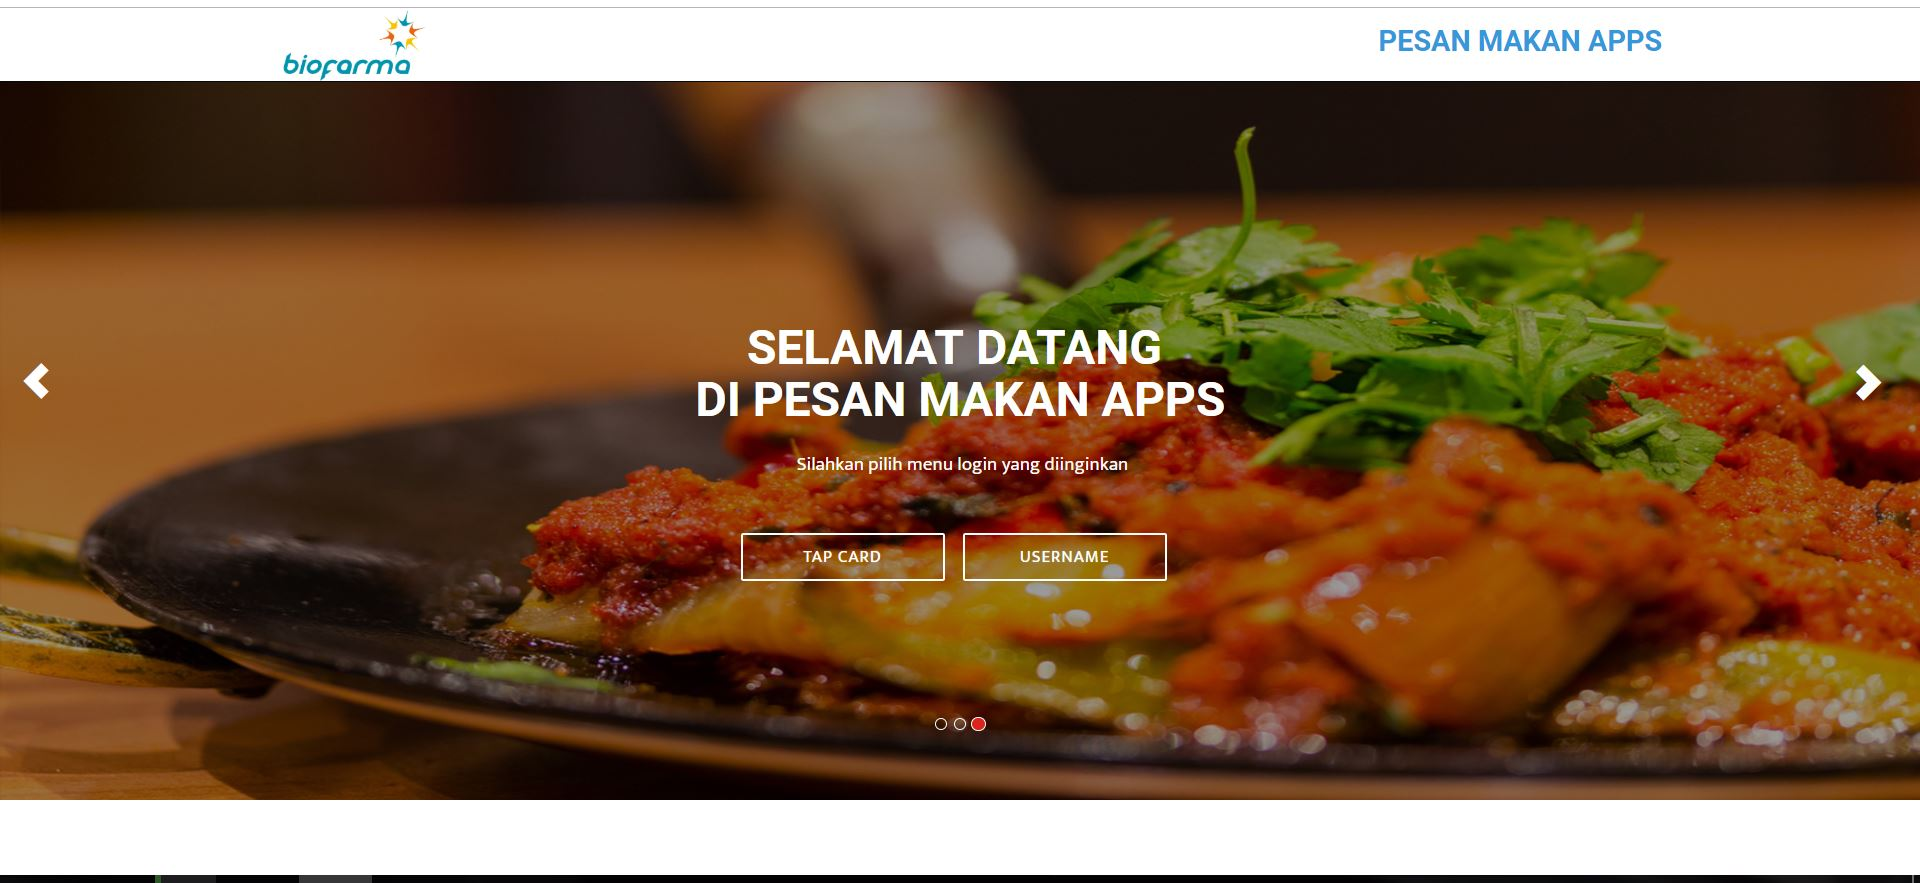 biofarma
PESAN MAKAN APPS
SELAMAT DATANG
DI PESAN MAKAN APPS
Silahkan pilih menu login yang diinginkan
TAP CARD
USERNAME